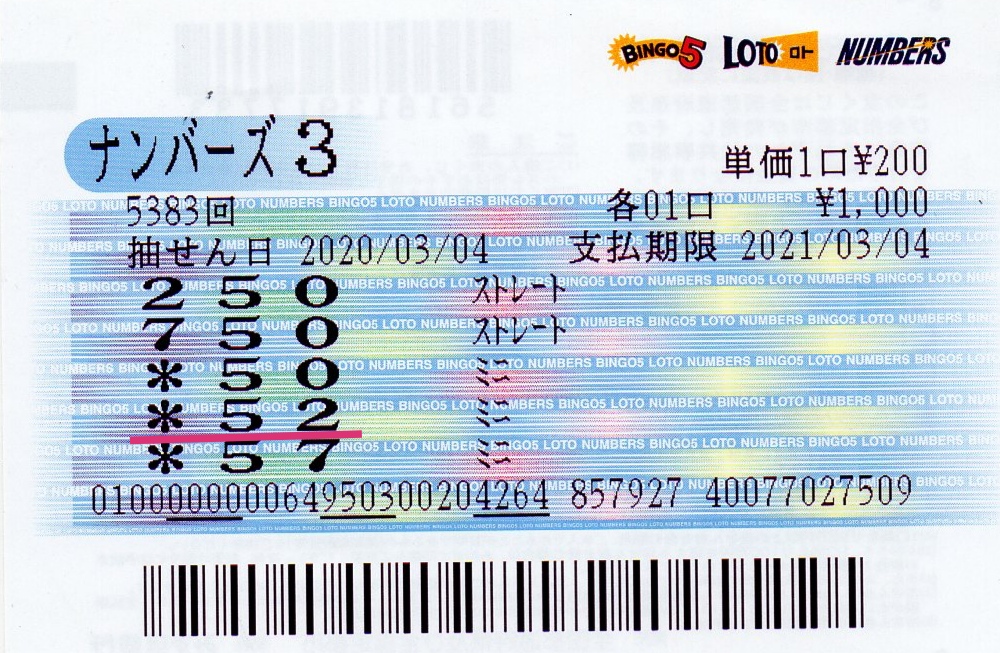 BINGO5 LOTO ロト NUMBERS
ナンバーズ3
単価1口¥200
5383回 各01口 ¥1,000
抽せん日 2020/03/04 支払期限 2021/03/04
2 5 0 ストレート
7 5 0 ストレート
* 5 0 ミニ
* 5 2 ミニ
* 5 7 ミニ
010000000064950300204264 857927 40077027509